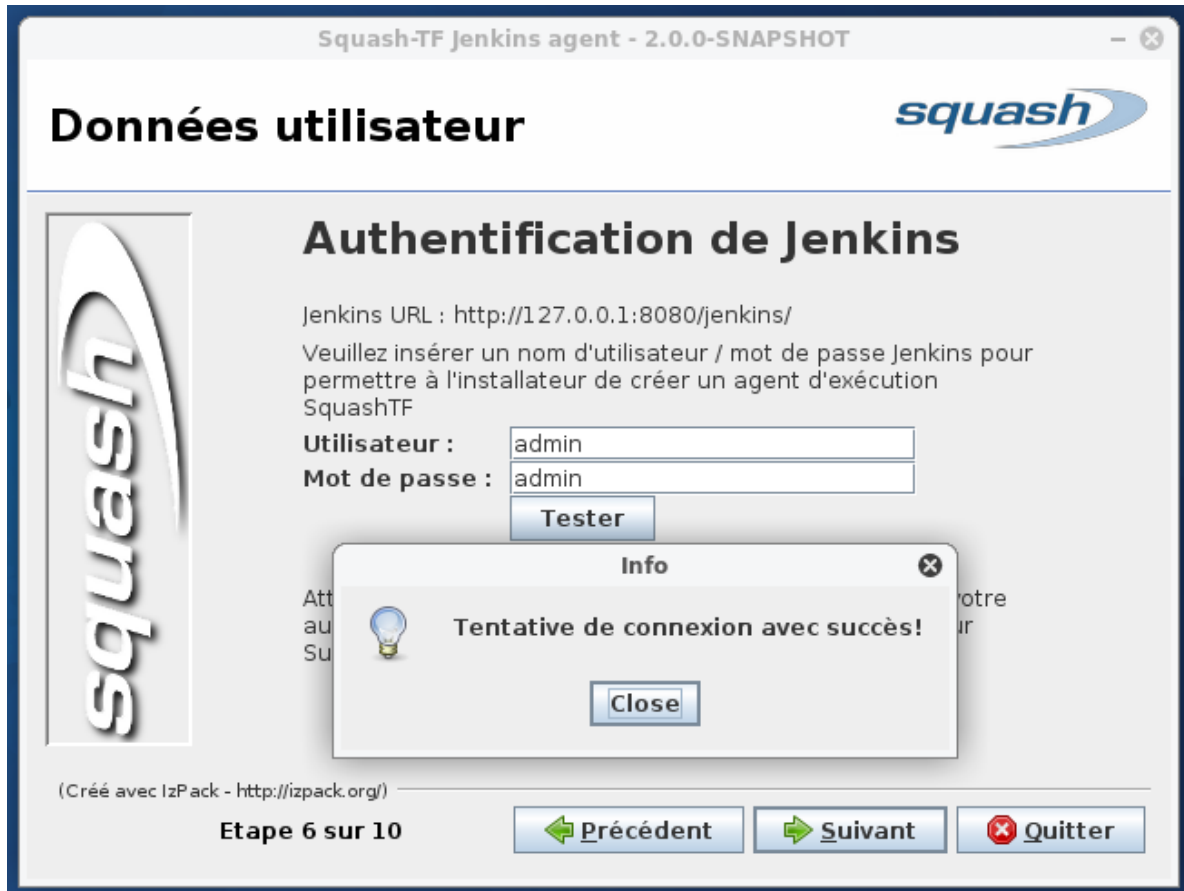 Squash-TF Jenkins agent - 2.0.0-SNAPSHOT
Données utilisateur
squash
squash
Authentification de Jenkins
Jenkins URL : http://127.0.0.1:8080/jenkins/
Veuillez insérer un nom d'utilisateur / mot de passe Jenkins pour
permettre à l'installateur de créer un agent d'exécution
SquashTF
Utilisateur : admin
Mot de passe : admin
Tester
Info
Tentative de connexion avec succès!
Close
(Créé avec IzPack - http://izpack.org/)
Etape 6 sur 10
Précédent
Suivant
Quitter